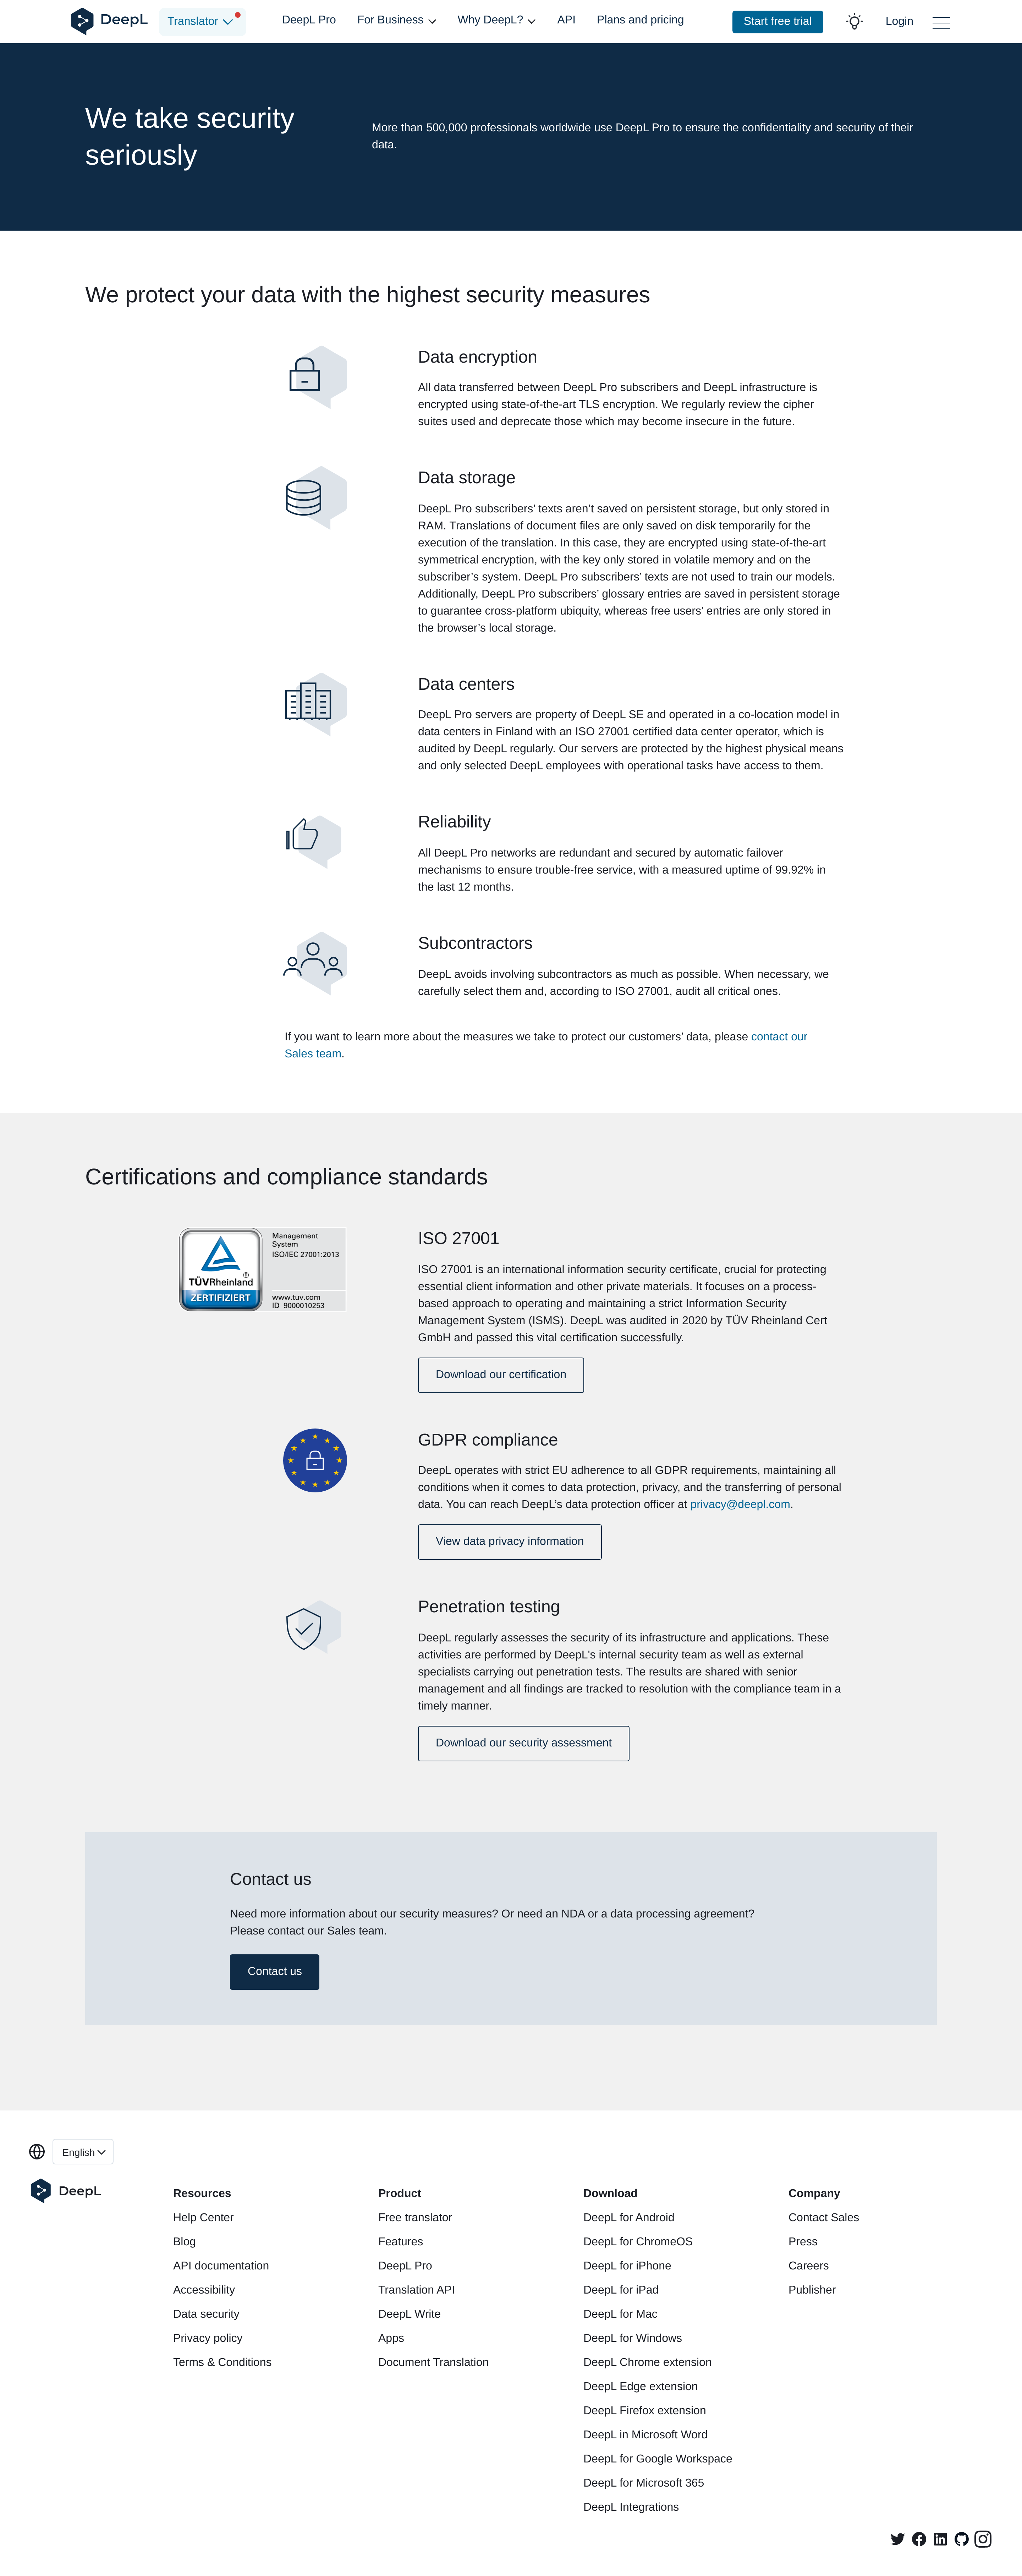 DeepL
Translator
DeepL Pro
For Business
Why DeepL?
API
Plans and pricing
Start free trial
Login
We take security
seriously
More than 500,000 professionals worldwide use DeepL Pro to ensure the confidentiality and security of their
data.
We protect your data with the highest security measures
Data encryption
All data transferred between DeepL Pro subscribers and DeepL infrastructure is
encrypted using state-of-the-art TLS encryption. We regularly review the cipher
suites used and deprecate those which may become insecure in the future.
Data storage
DeepL Pro subscribers’ texts aren’t saved on persistent storage, but only stored in
RAM. Translations of document files are only saved on disk temporarily for the
execution of the translation. In this case, they are encrypted using state-of-the-art
symmetrical encryption, with the key only stored in volatile memory and on the
subscriber’s system. DeepL Pro subscribers’ texts are not used to train our models.
Additionally, DeepL Pro subscribers’ glossary entries are saved in persistent storage
to guarantee cross-platform ubiquity, whereas free users’ entries are only stored in
the browser’s local storage.
Data centers
DeepL Pro servers are property of DeepL SE and operated in a co-location model in
data centers in Finland with an ISO 27001 certified data center operator, which is
audited by DeepL regularly. Our servers are protected by the highest physical means
and only selected DeepL employees with operational tasks have access to them.
Reliability
All DeepL Pro networks are redundant and secured by automatic failover
mechanisms to ensure trouble-free service, with a measured uptime of 99.92% in
the last 12 months.
Subcontractors
DeepL avoids involving subcontractors as much as possible. When necessary, we
carefully select them and, according to ISO 27001, audit all critical ones.
If you want to learn more about the measures we take to protect our customers’ data, please contact our
Sales team.
Certifications and compliance standards
TÜVRheinland®
ZERTIFIZIERT
Management
System
ISO/IEC 27001:2013
www.tuv.com
ID 9000010253
ISO 27001
ISO 27001 is an international information security certificate, crucial for protecting
essential client information and other private materials. It focuses on a process-
based approach to operating and maintaining a strict Information Security
Management System (ISMS). DeepL was audited in 2020 by TÜV Rheinland Cert
GmbH and passed this vital certification successfully.
Download our certification
GDPR compliance
DeepL operates with strict EU adherence to all GDPR requirements, maintaining all
conditions when it comes to data protection, privacy, and the transferring of personal
data. You can reach DeepL’s data protection officer at privacy@deepl.com.
View data privacy information
Penetration testing
DeepL regularly assesses the security of its infrastructure and applications. These
activities are performed by DeepL's internal security team as well as external
specialists carrying out penetration tests. The results are shared with senior
management and all findings are tracked to resolution with the compliance team in a
timely manner.
Download our security assessment
Contact us
Need more information about our security measures? Or need an NDA or a data processing agreement?
Please contact our Sales team.
Contact us
English
DeepL
Resources
Help Center
Blog
API documentation
Accessibility
Data security
Privacy policy
Terms & Conditions
Product
Free translator
Features
DeepL Pro
Translation API
DeepL Write
Apps
Document Translation
Download
DeepL for Android
DeepL for ChromeOS
DeepL for iPhone
DeepL for iPad
DeepL for Mac
DeepL for Windows
DeepL Chrome extension
DeepL Edge extension
DeepL Firefox extension
DeepL in Microsoft Word
DeepL for Google Workspace
DeepL for Microsoft 365
DeepL Integrations
Company
Contact Sales
Press
Careers
Publisher